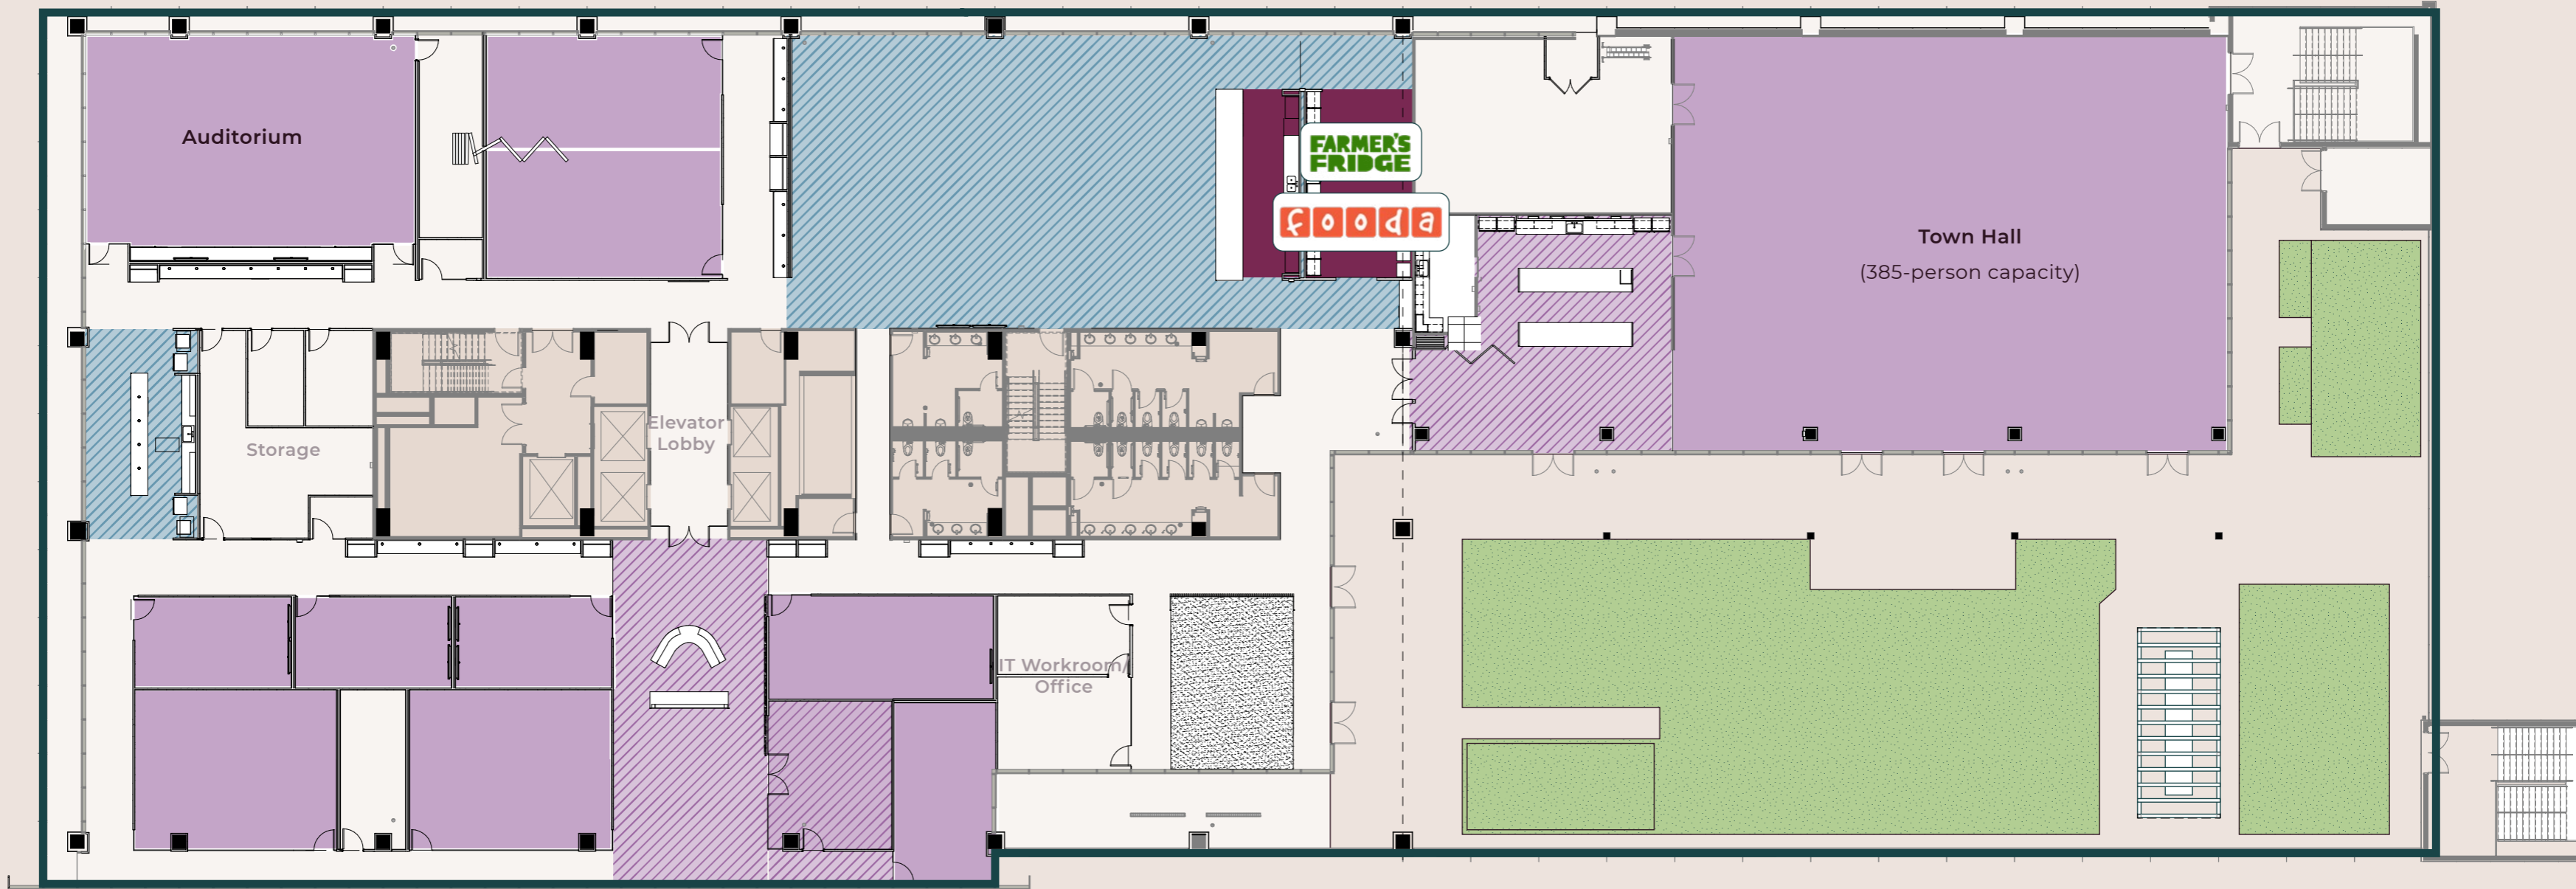 Auditorium
FARMER'S
FRIDGE
fooda
Town Hall
(385-person capacity)
Storage
Elevator
Lobby
IT Workroom/
Office